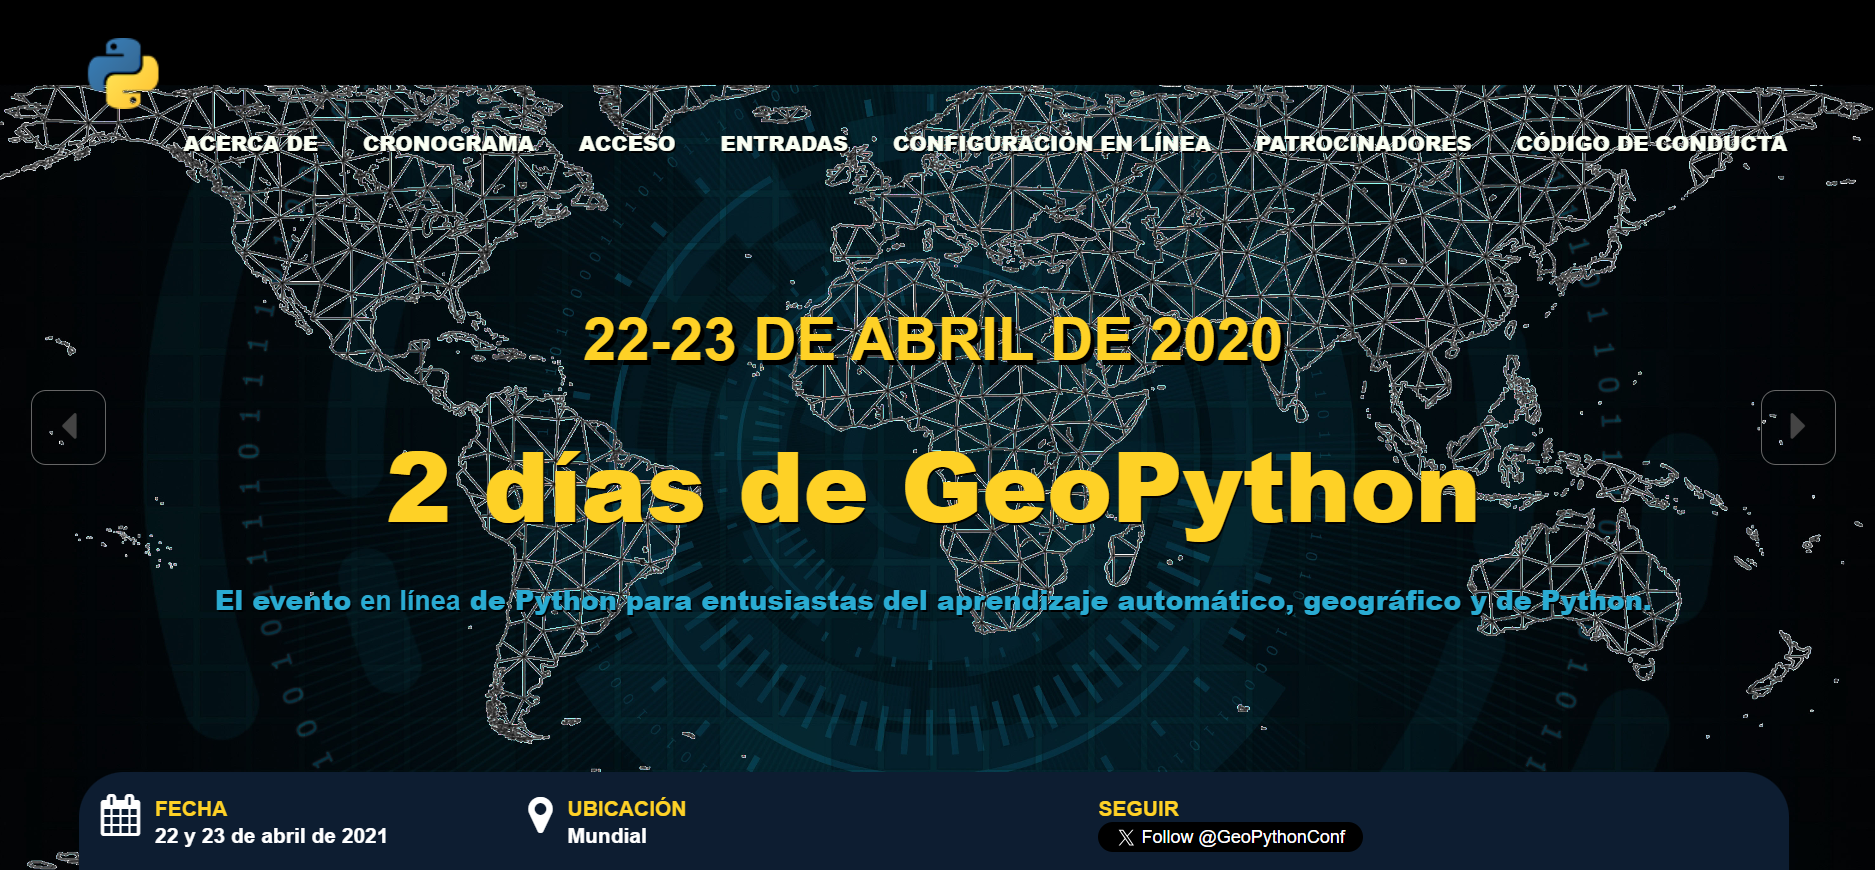 ACERCA DE CRONOGRAMA ACCESO ENTRADAS CONFIGURACIÓN EN LÍNEA PATROCINADORES CÓDIGO DE CONDUCTA
22-23 DE ABRIL DE 2020
2 días de GeoPython
El evento en línea de Python para entusiastas del aprendizaje automático, geográfico y de Python.
FECHA
22 y 23 de abril de 2021
UBICACIÓN
Mundial
SEGUIR
Follow @GeoPythonConf